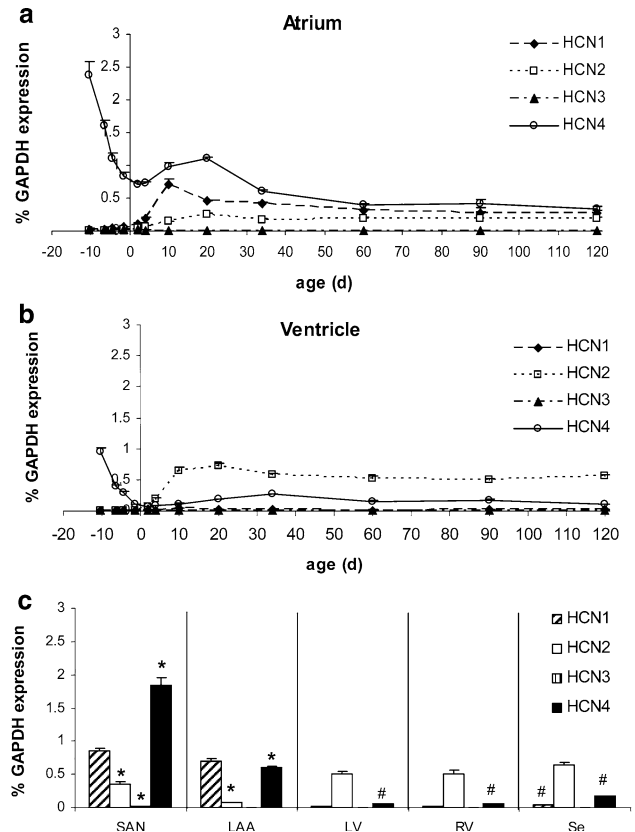 a
Atrium
% GAPDH expression
3
2.5
2
.5
0.5
-20 -10 0 10 20 30 40 50 60 70 80 90 100 110 120
age (d)
HCN1
HCN2
HCN3
HCN4
b
Ventricle
% GAPDH expression
3
2.5
2
1.5
1
.5
-20 -10 0 10 20 30 40 50 60 70 80 90 100 110 120
age (d)
HCN1
HCN2
HCN3
HCN4
c
% GAPDH expression
3
2.5
2
1.5
1
0.5
0
HCN1
HCN2
HCN3
HCN4
* * *
* *
#
#
# #
SAN LAA LV RV Se